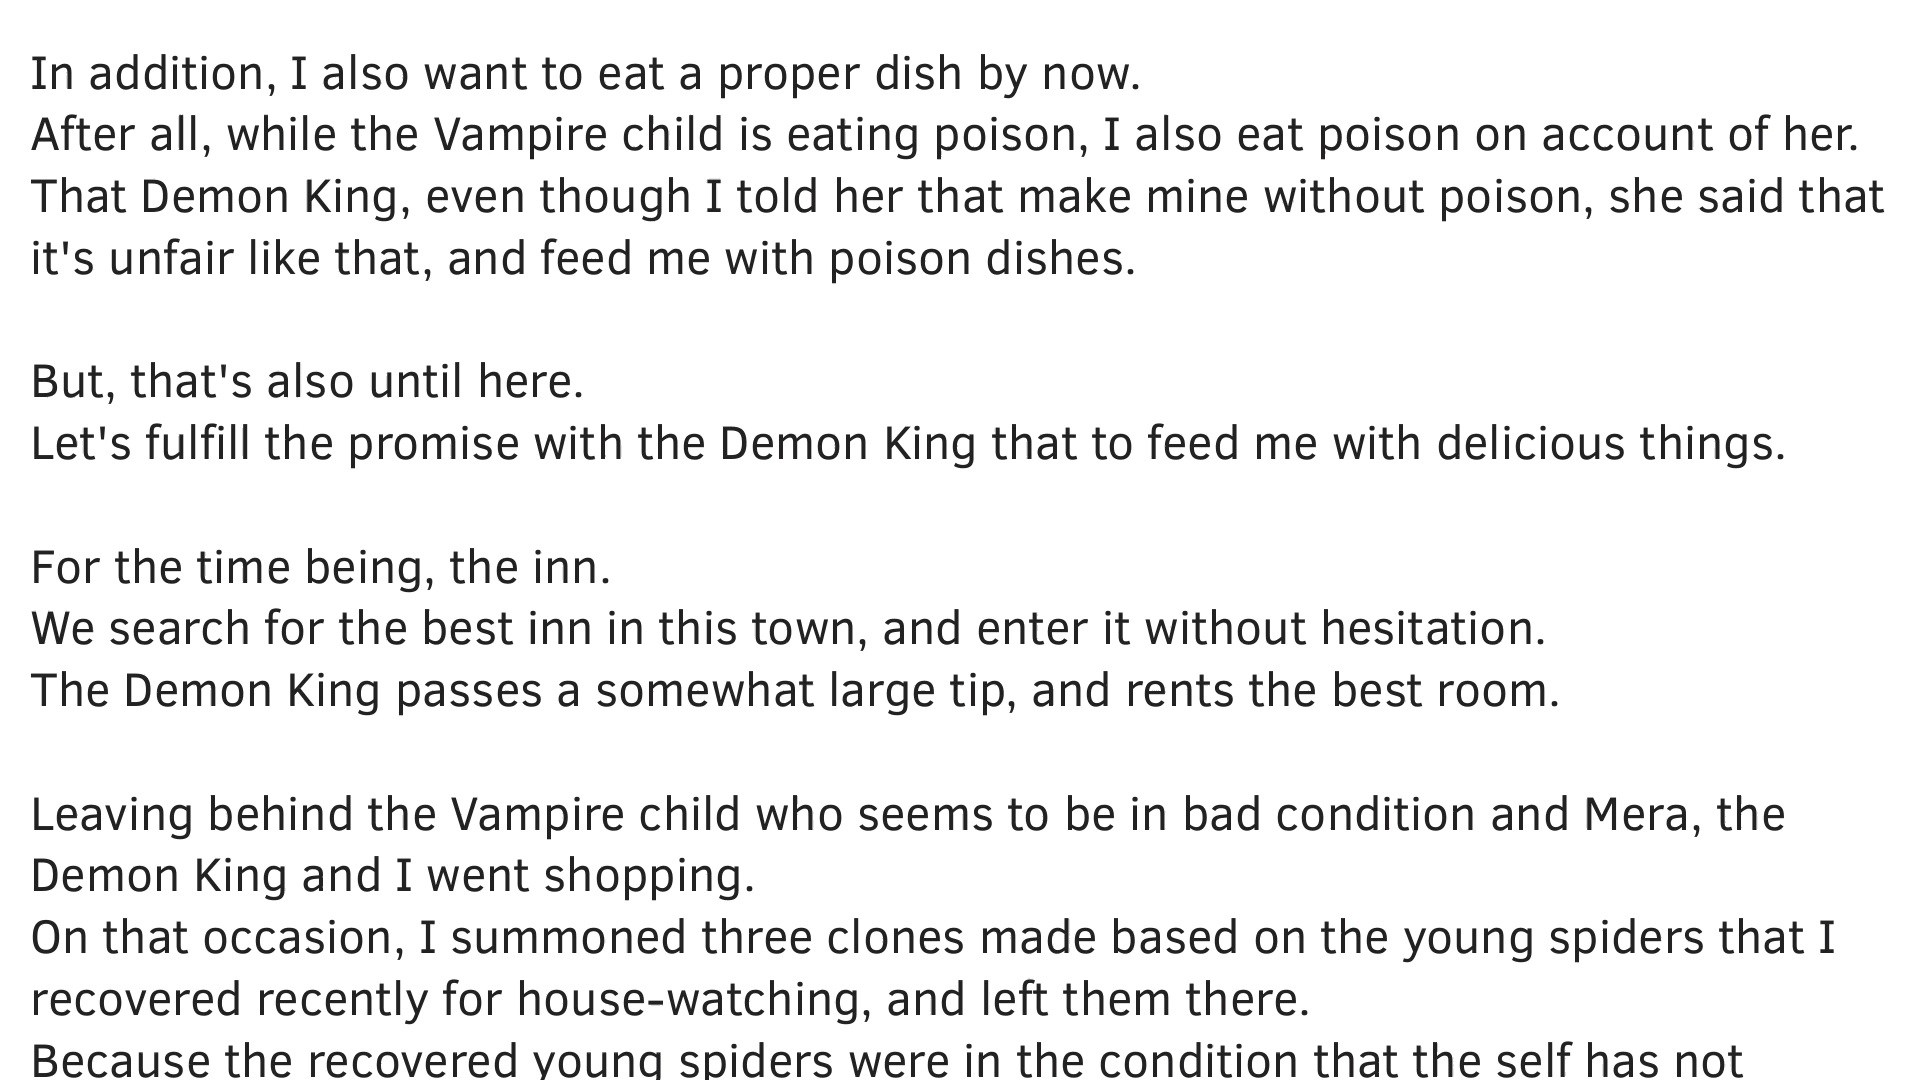 In addition, I also want to eat a proper dish by now.
After all, while the Vampire child is eating poison, I also eat poison on account of her.
That Demon King, even though I told her that make mine without poison, she said that
it's unfair like that, and feed me with poison dishes.
But, that's also until here.
Let's fulfill the promise with the Demon King that to feed me with delicious things.
For the time being, the inn.
We search for the best inn in this town, and enter it without hesitation.
The Demon King passes a somewhat large tip, and rents the best room.
Leaving behind the Vampire child who seems to be in bad condition and Mera, the
Demon King and I went shopping.
On that occasion, I summoned three clones made based on the young spiders that I
recovered recently for house-watching, and left them there.
Because the recovered young spiders were in the condition that the self has not